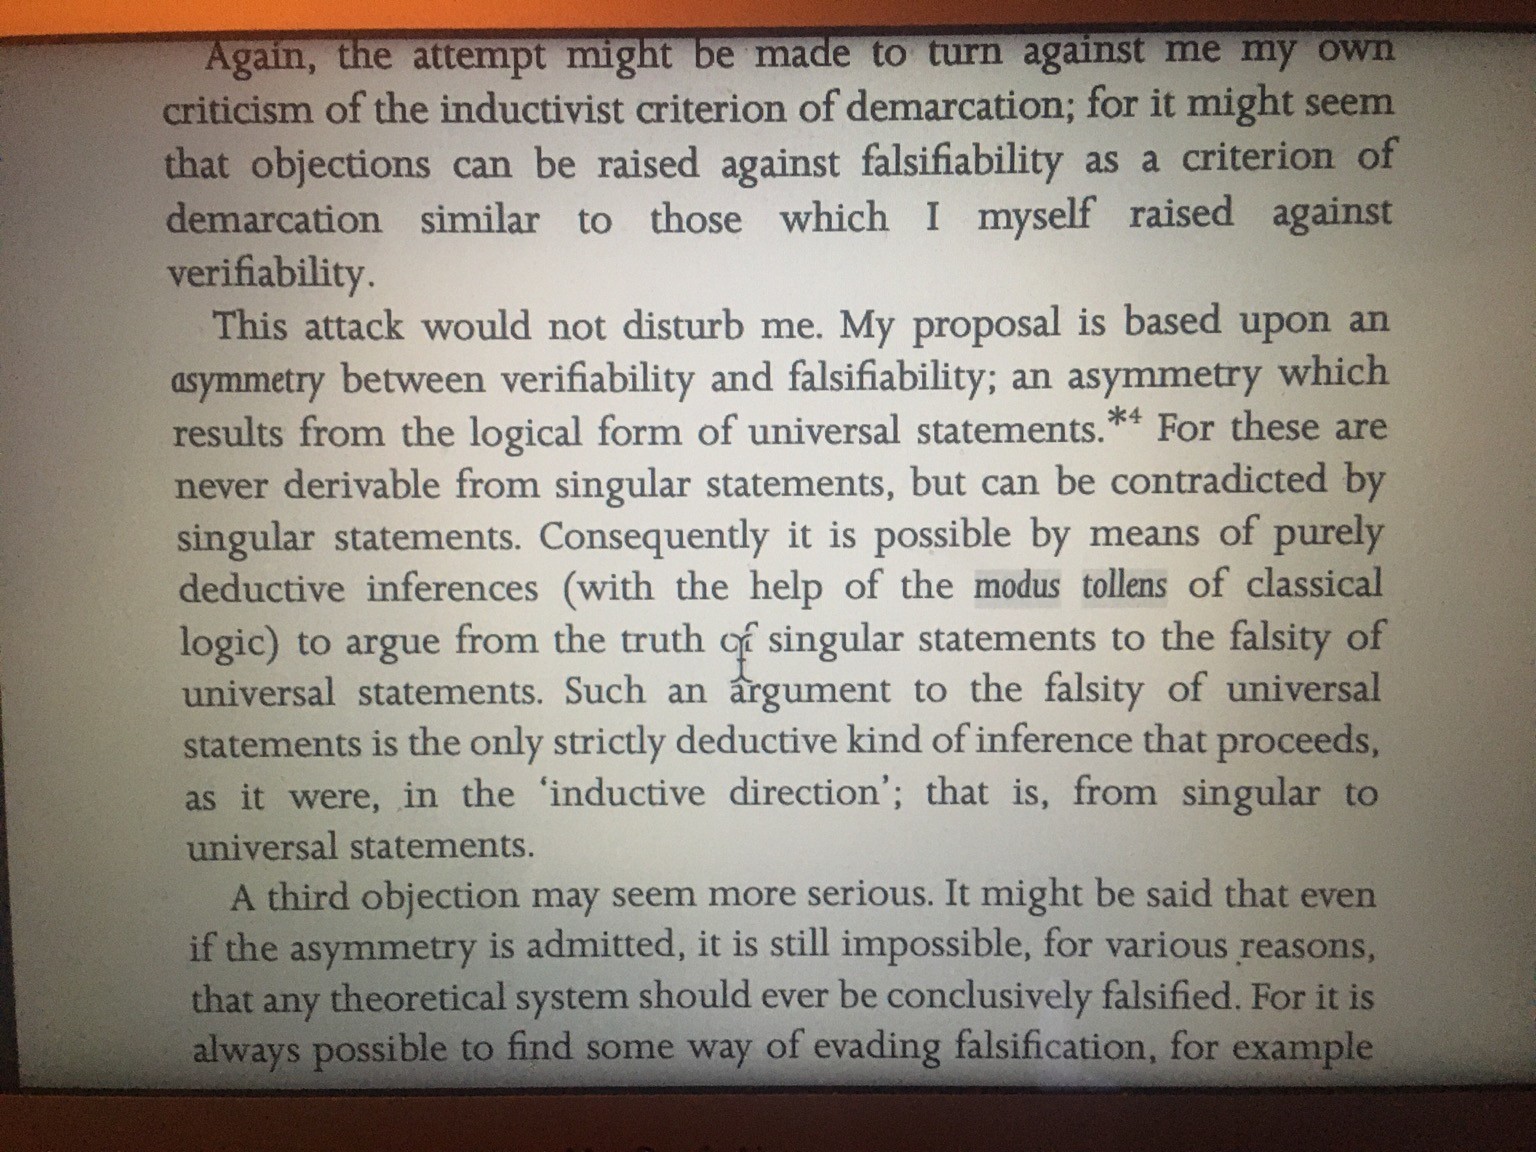 Again, the attempt might be made to turn against me my own
criticism of the inductivist criterion of demarcation; for it might seem
that objections can be raised against falsifiability as a criterion of
demarcation similar to those which I myself raised against
verifiability.
This attack would not disturb me. My proposal is based upon an
asymmetry between verifiability and falsifiability; an asymmetry which
results from the logical form of universal statements.*4 For these are
never derivable from singular statements, but can be contradicted by
singular statements. Consequently it is possible by means of purely
deductive inferences (with the help of the modus tollens of classical
logic) to argue from the truth of singular statements to the falsity of
universal statements. Such an argument to the falsity of universal
statements is the only strictly deductive kind of inference that proceeds,
as it were, in the ‘inductive direction’; that is, from singular to
universal statements.
A third objection may seem more serious. It might be said that even
if the asymmetry is admitted, it is still impossible, for various reasons,
that any theoretical system should ever be conclusively falsified. For it is
always possible to find some way of evading falsification, for example